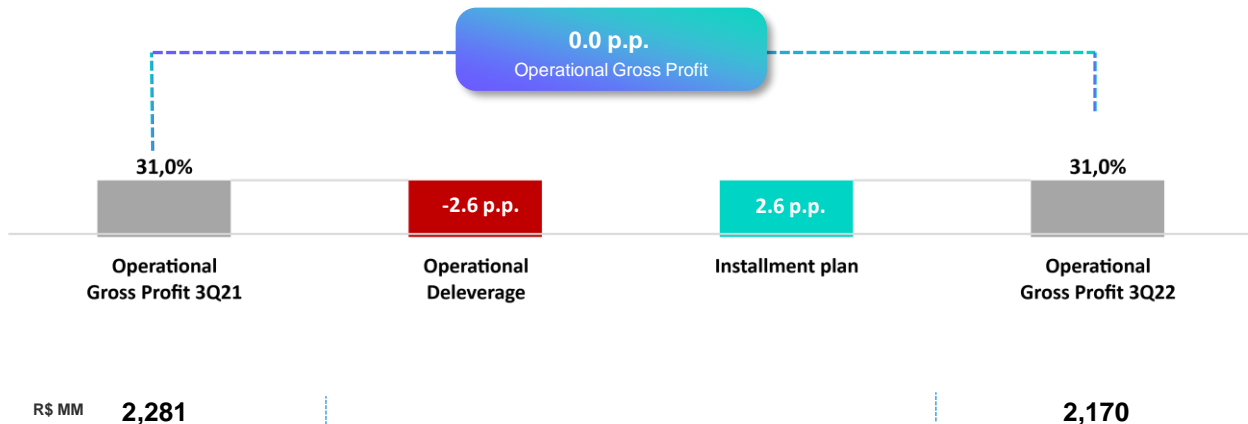 0.0 p.p.
Operational Gross Profit
31,0%
31,0%
-2.6 p.p.
2.6 p.p.
Operational
Gross Profit 3Q21
Operational
Deleverage
Installment plan
Operational
Gross Profit 3Q22
R$ MM
2,281
2,170